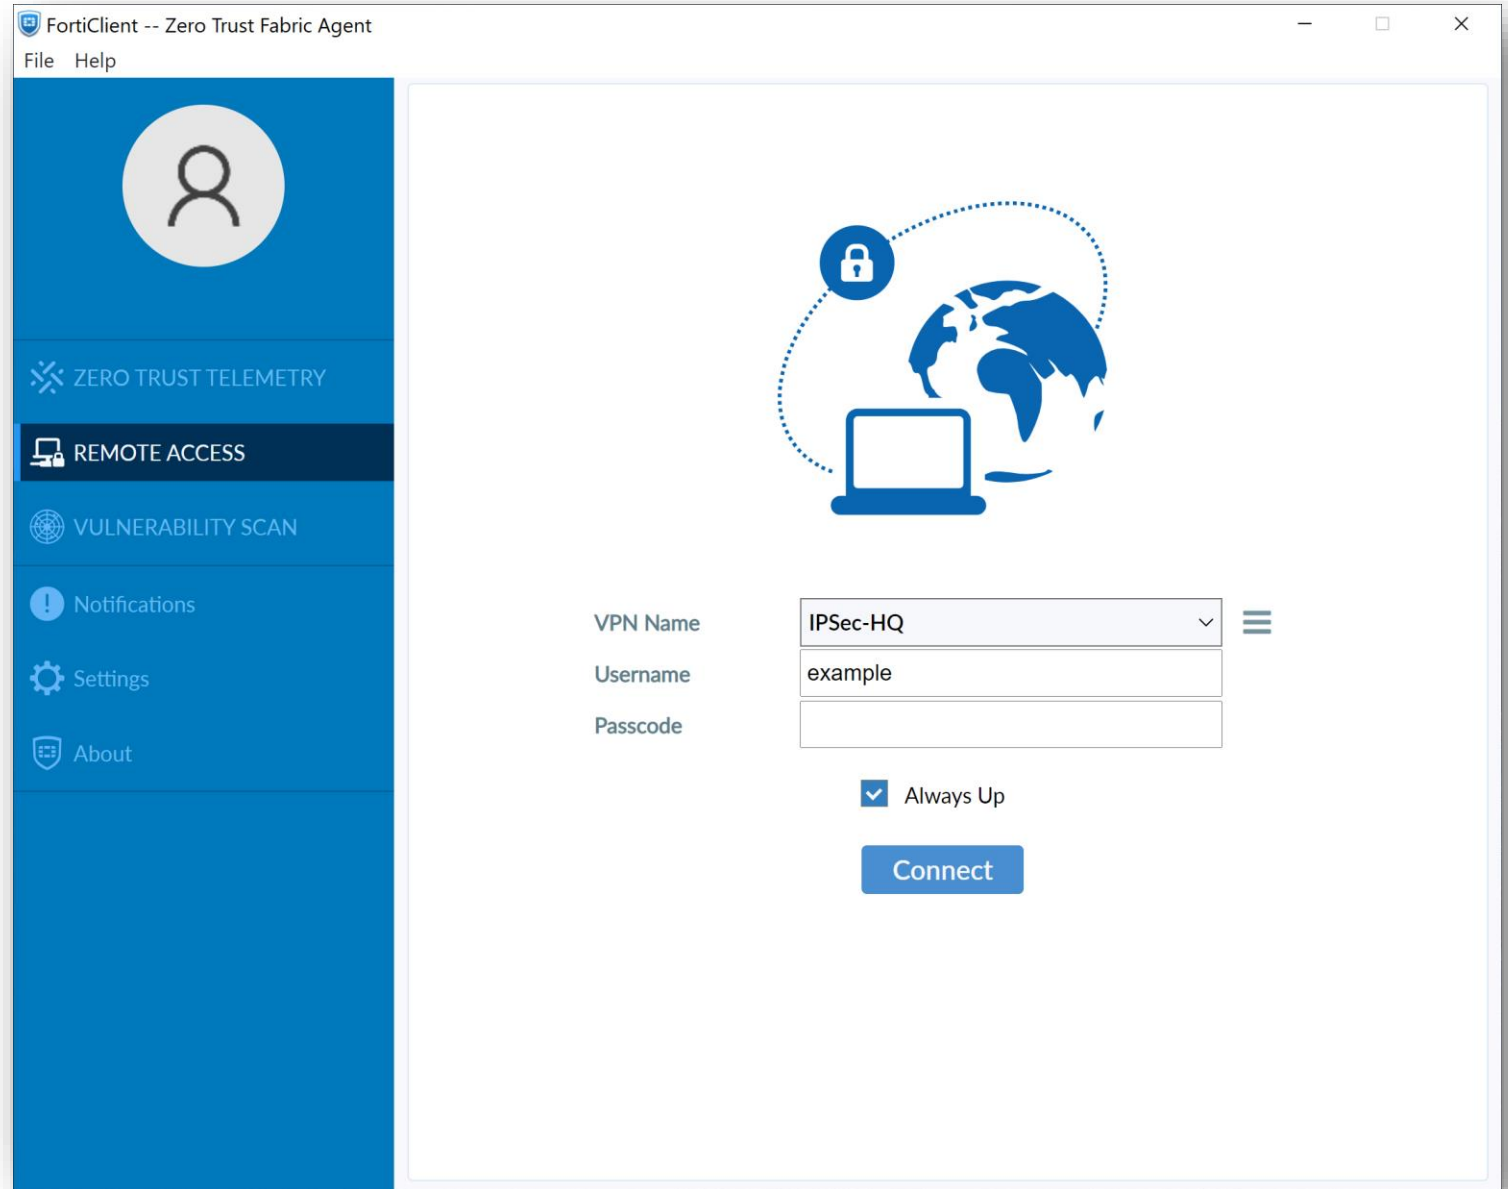 FortiClient -- Zero Trust Fabric Agent
File Help
ZERO TRUST TELEMETRY
REMOTE ACCESS
VULNERABILITY SCAN
Notifications
Settings
About
VPN Name
IPSec-HQ
Username
example
Passcode
Always Up
Connect